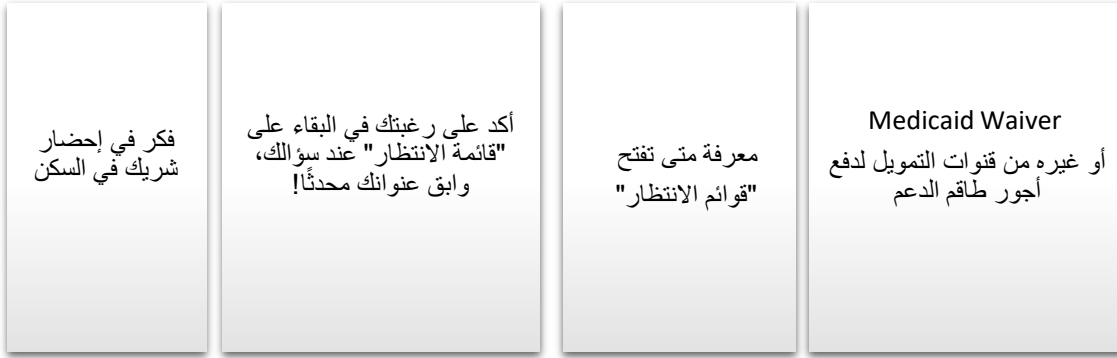 Medicaid Waiver
أو غيره من قنوات التمويل لدفع
أجور طاقم الدعم
معرفة متى تفتح
"قوائم الانتظار"
أكد على رغبتك في البقاء على
"قائمة الانتظار" عند سؤالك،
وابق عنوانك محدثًا!
فكر في إحضار
شريك في السكن